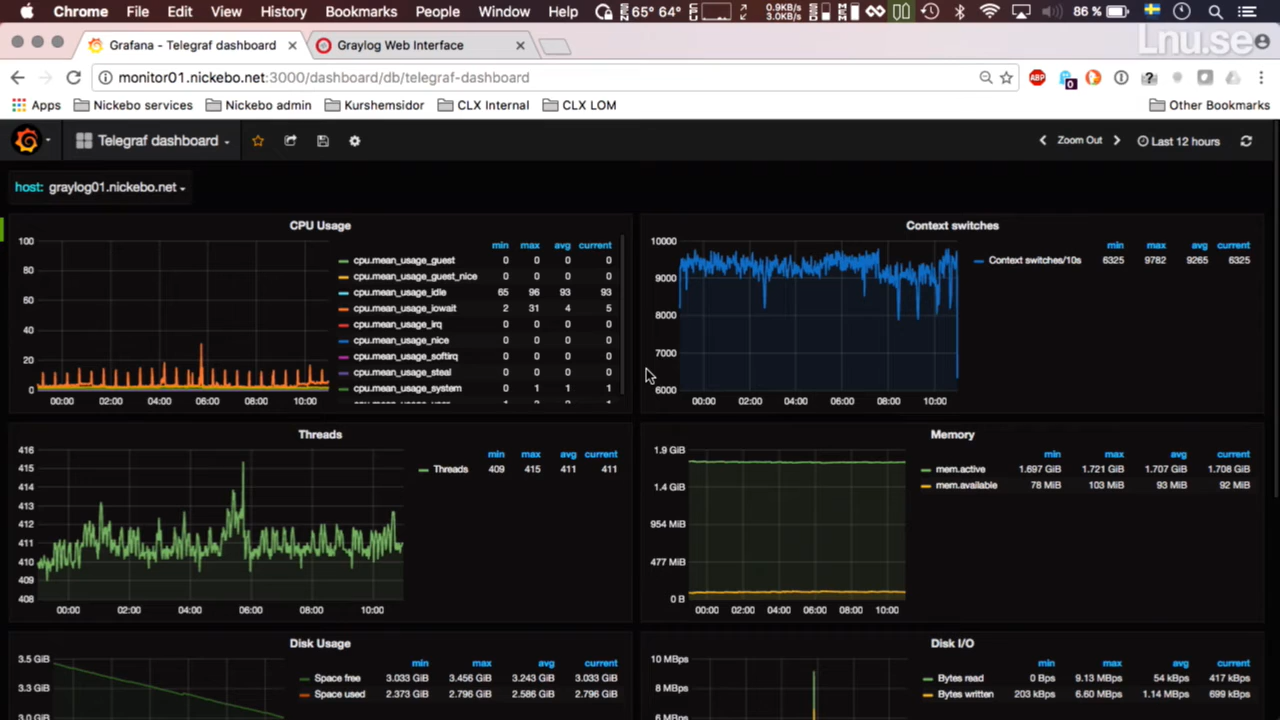 Chrome File Edit View History Bookmarks People Window Help 65° 64° 0.9KB/s 3.0KB/s 86 %
Grafana - Telegraf dashboard Graylog Web Interface
Lnu.se
monitor01.nickebo.net:3000/dashboard/db/telegraf-dashboard ABP 0
Apps Nickebo services Nickebo admin Kurshemsidor CLX Internal CLX LOM Other Bookmarks
Telegraf dashboard Zoom Out Last 12 hours
host: graylog01.nickebo.net
CPU Usage
100
80
60
40
20
0
00:00 02:00 04:00 06:00 08:00 10:00
min max avg current
cpu.mean_usage_guest 0 0 0 0
cpu.mean_usage_guest_nice 0 0 0 0
cpu.mean_usage_idle 65 96 93 93
cpu.mean_usage_iowait 2 31 4 5
cpu.mean_usage_irq 0 0 0 0
cpu.mean_usage_nice 0 0 0 0
cpu.mean_usage_softirq 0 0 0 0
cpu.mean_usage_steal 0 0 0 0
cpu.mean_usage_system 0 1 1 1
Context switches
10000
9000
8000
7000
6000
00:00 02:00 04:00 06:00 08:00 10:00
min max avg current
Context switches/10s 6325 9782 9265 6325
Threads
416
415
414
413
412
411
410
409
408
00:00 02:00 04:00 06:00 08:00 10:00
min max avg current
Threads 409 415 411 411
Memory
1.9 GiB
1.4 GiB
954 MiB
477 MiB
0 B
00:00 02:00 04:00 06:00 08:00 10:00
min max avg current
mem.active 1.697 GiB 1.721 GiB 1.707 GiB 1.708 GiB
mem.available 78 MiB 103 MiB 93 MiB 92 MiB
Disk Usage
3.5 GiB
3.3 GiB
3.0 GiB
min max avg current
Space free 3.033 GiB 3.456 GiB 3.243 GiB 3.033 GiB
Space used 2.373 GiB 2.796 GiB 2.586 GiB 2.796 GiB
Disk I/O
10 MBps
8 MBps
6 MBps
min max avg current
Bytes read 0 Bps 9.13 MBps 54 kBps 417 kBps
Bytes written 203 kBps 6.60 MBps 1.14 MBps 699 kBps